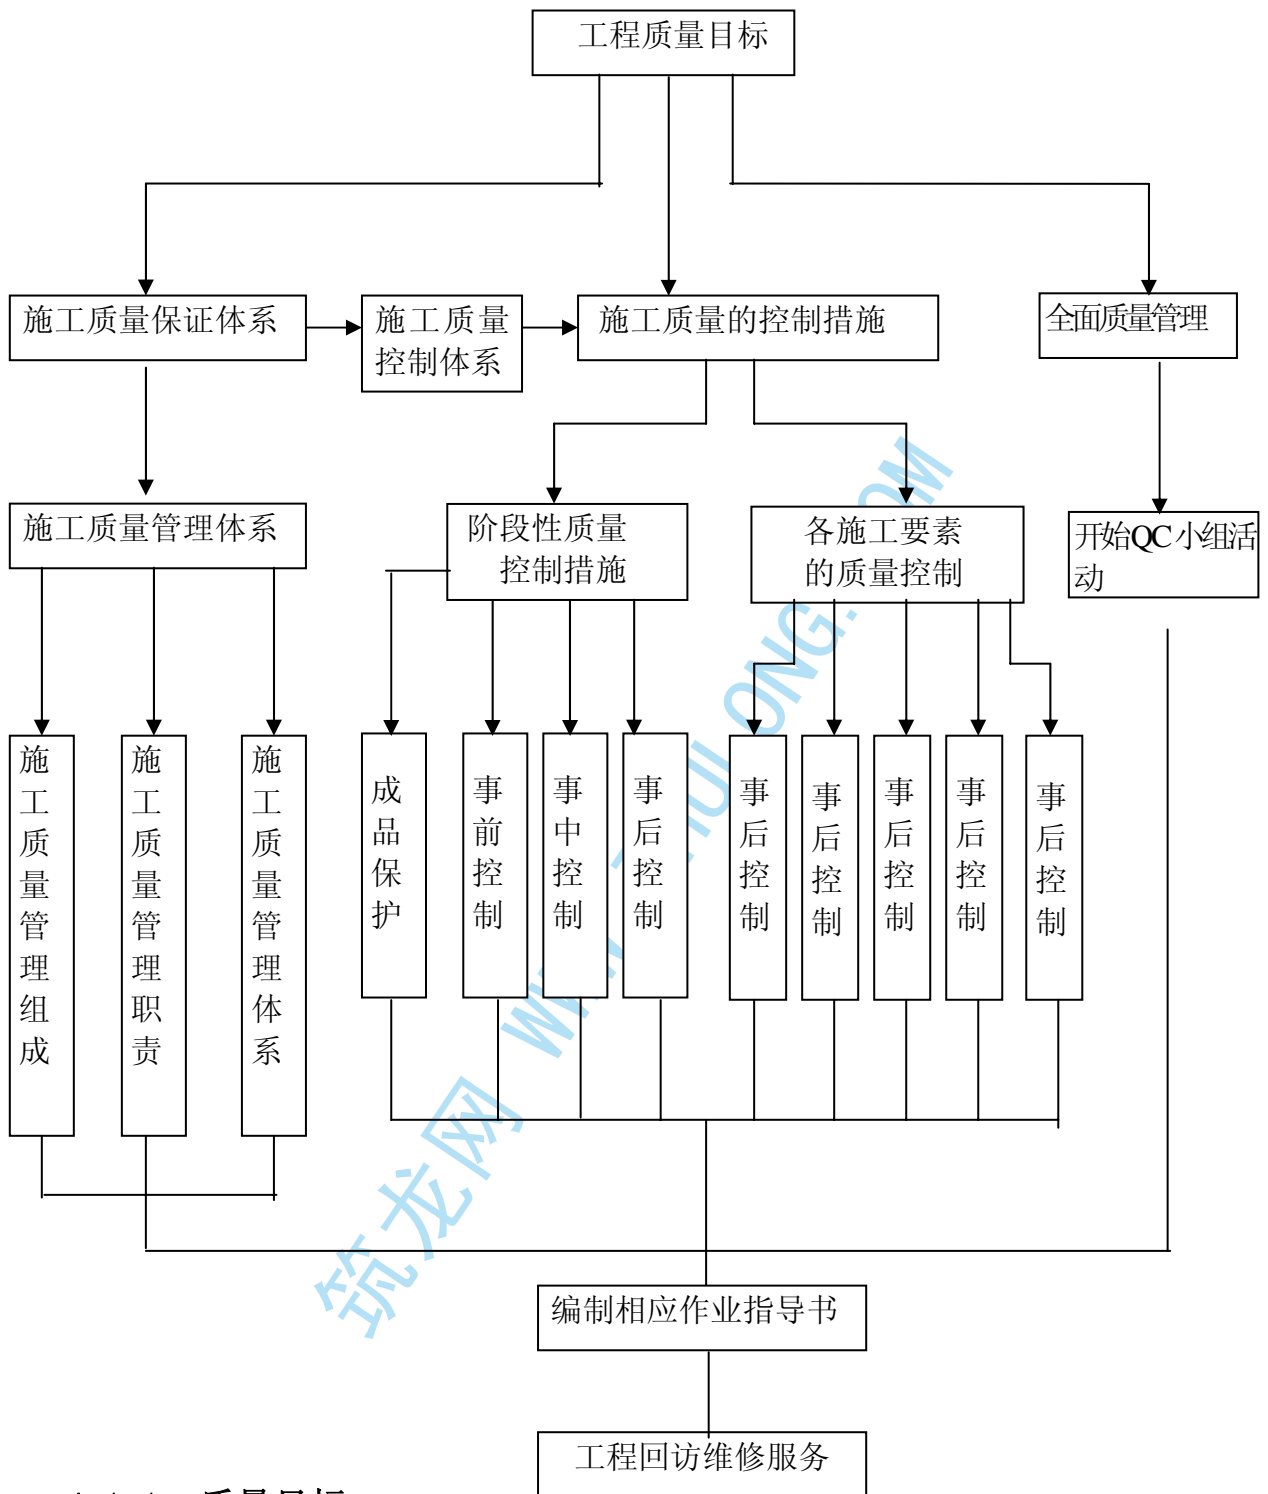 工程质量目标
施工质量保证体系
施工质量
控制体系
施工质量的控制措施
全面质量管理
施工质量管理体系
阶段性质量
控制措施
各施工要素
的质量控制
开始QC小组活
动
施工质量管理组成
施工质量管理职责
施工质量管理体系
成品保护
事前控制
事中控制
事后控制
事后控制
事后控制
事后控制
事后控制
事后控制
编制相应作业指导书
工程回访维修服务
质量目标
筑龙网 WWW.ZHULONG.COM